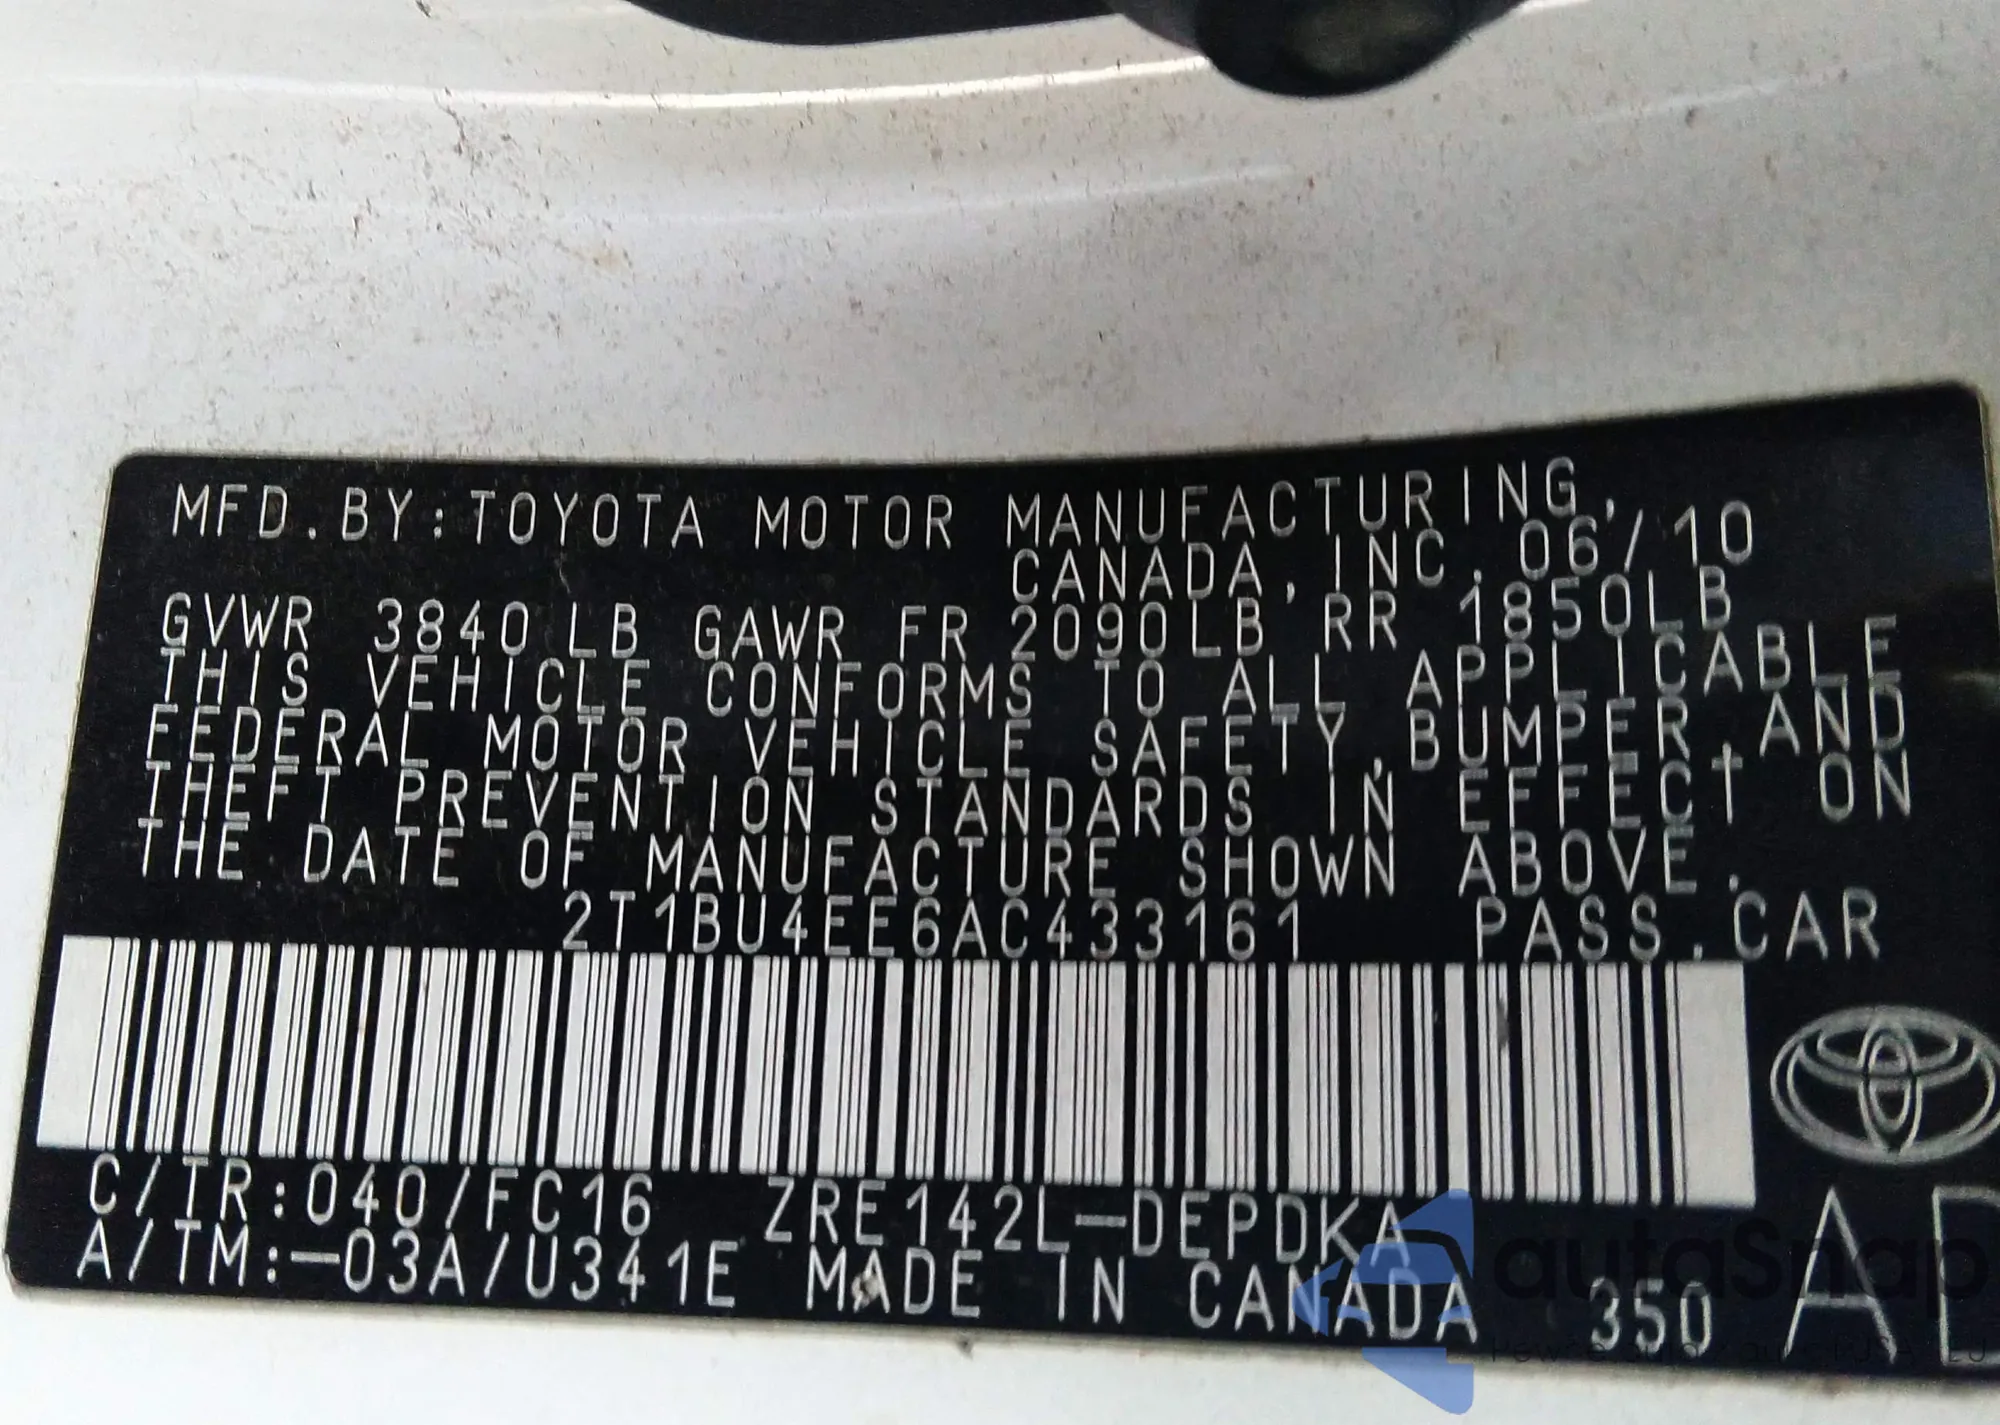 MFD.BY:TOYOTA MOTOR MANUFACTURING,
CANADA,INC. 06/10
GVWR 3840LB GAWR FR 2090LB RR 1850LB
THIS VEHICLE CONFORMS TO ALL APPLICABLE
FEDERAL MOTOR VEHICLE SAFETY,BUMPER,AND
THEFT PREVENTION STANDARDS IN EFFECT ON
THE DATE OF MANUFACTURE SHOWN ABOVE.
2T1BU4EE6AC433161 PASS.CAR
C/TR:040/FC16 ZRE142L-DEPDKA
A/TM:-03A/U341E MADE IN CANADA 350 AD
autaSnap